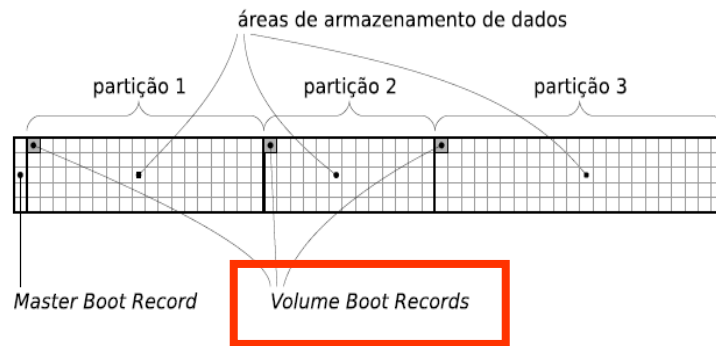 áreas de armazenamento de dados
partição 1
partição 2
partição 3
Master Boot Record
Volume Boot Records